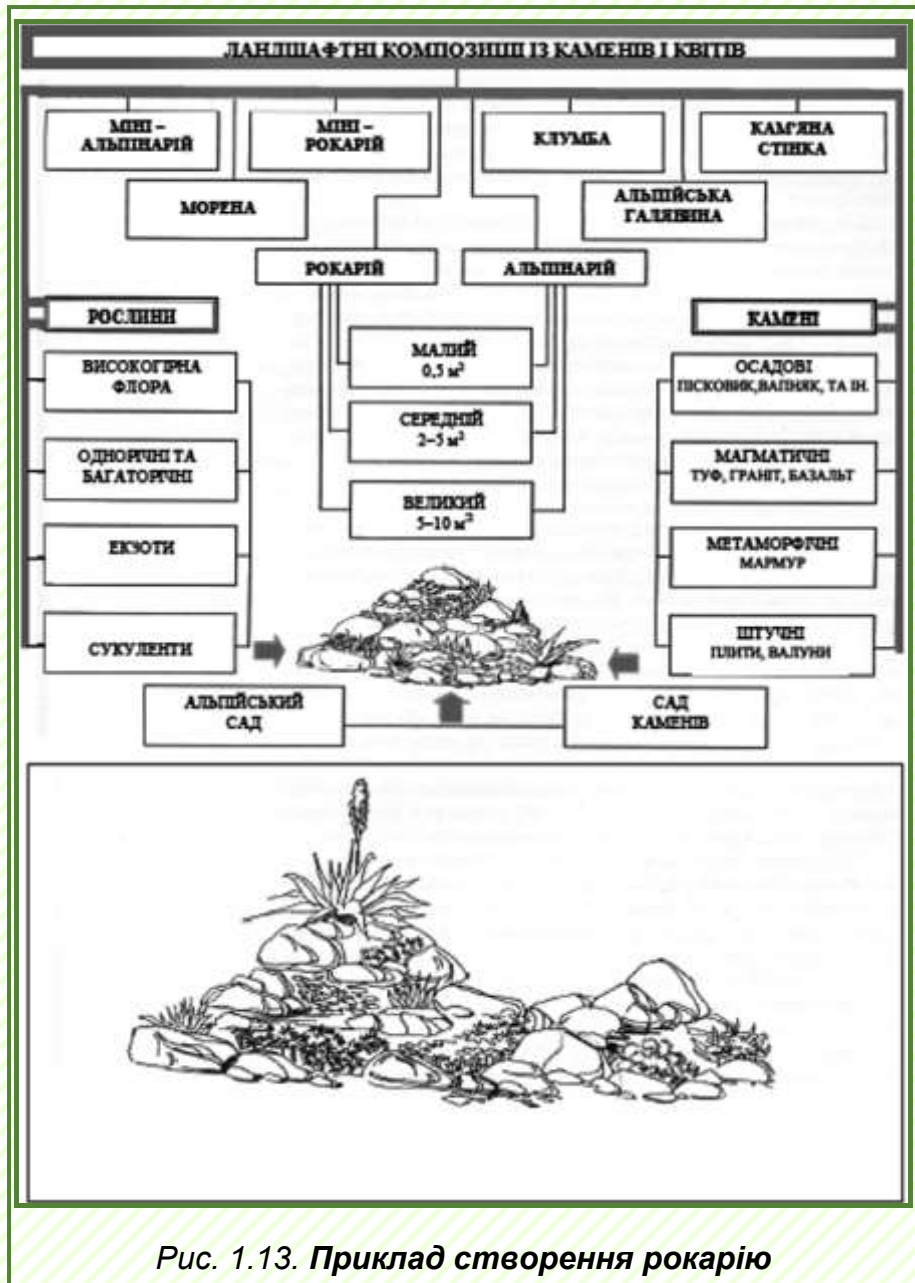 ЛАНДШАФТНІ КОМПОЗИЦІЇ ІЗ КАМЕНІВ І КВІТІВ
МІНІ –
АЛЬПІНАРІЙ
МІНІ –
РОКАРІЙ
КЛУМБА
КАМ'ЯНА
СТІНКА
МОРЕНА
АЛЬПІЙСЬКА
ГАЛЯВИНА
РОКАРІЙ
АЛЬПІНАРІЙ
РОСЛИНИ
КАМЕНІ
МАЛИЙ
0,5 м²
СЕРЕДНІЙ
2–5 м²
ВЕЛИКИЙ
5–10 м²
ВИСОКОГІРНА
ФЛОРА
ОДНОРІЧНІ ТА
БАГАТОРІЧНІ
ЕКЗОТИ
СУКУЛЕНТИ
ОСАДОВІ
ПІСКОВИК,ВАПНЯК, ТА ІН.
МАГМАТИЧНІ
ТУФ, ГРАНІТ, БАЗАЛЬТ
МЕТАМОРФІЧНІ
МАРМУР
ШТУЧНІ
ПЛИТИ, ВАЛУНИ
АЛЬПІЙСЬКИЙ
САД
САД
КАМЕНІВ
Рис. 1.13. Приклад створення рокарію